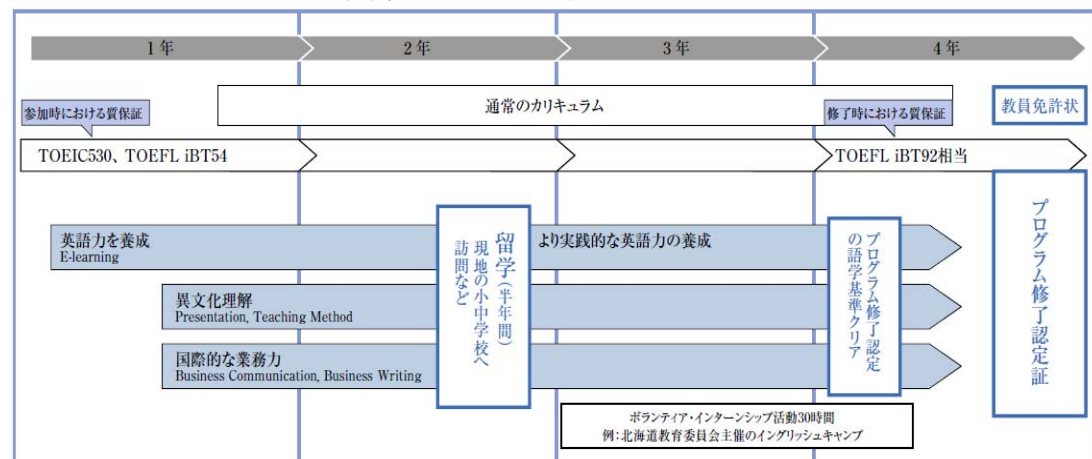 1年
2年
3年
4年
通常のカリキュラム
参加時における質保証
修了時における質保証
教員免許状
TOEIC530、TOEFL iBT54
TOEFL iBT92相当
英語力を養成
E-learning
より実践的な英語力の養成
異文化理解
Presentation, Teaching Method
国際的な業務力
Business Communication, Business Writing
留学(半年間)
現地の小中学校へ
訪問など
プログラム修了認定
の語学基準クリア
プログラム修了認定証
ボランティア・インターンシップ活動30時間
例:北海道教育委員会主催のイングリッシュキャンプ